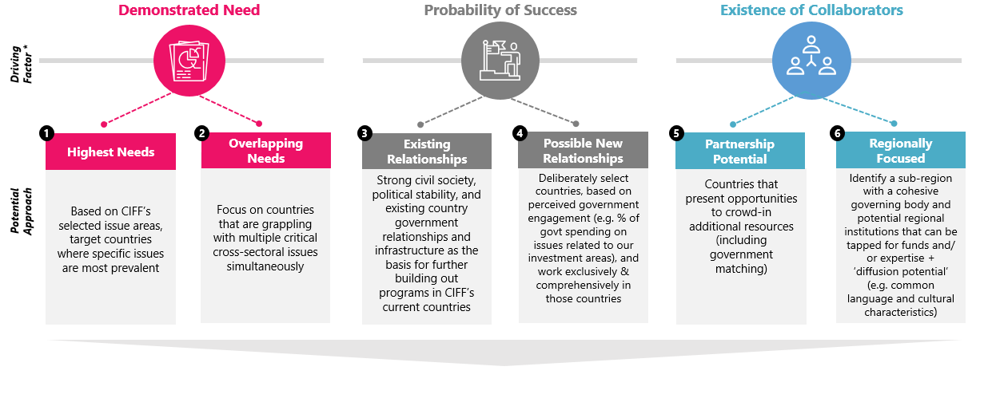 Demonstrated Need
Probability of Success
Existence of Collaborators
Driving
Factor *
1
Highest Needs
2
Overlapping
Needs
3
Existing
Relationships
4
Possible New
Relationships
5
Partnership
Potential
6
Regionally
Focused
Potential
Approach
Based on CIFF's
selected issue areas,
target countries
where specific issues
are most prevalent
Focus on countries
that are grappling
with multiple critical
cross-sectoral issues
simultaneously
Strong civil society,
political stability, and
existing country
government
relationships and
infrastructure as the
basis for further
building out
programs in CIFF's
current countries
Deliberately select
countries, based on
perceived government
engagement (e.g. % of
govt spending on
issues related to our
investment areas), and
work exclusively &
comprehensively in
those countries
Countries that
present opportunities
to crowd-in
additional resources
(including
government
matching)
Identify a sub-region
with a cohesive
governing body and
potential regional
institutions that can be
tapped for funds and/
or expertise +
'diffusion potential'
(e.g. common
language and cultural
characteristics)